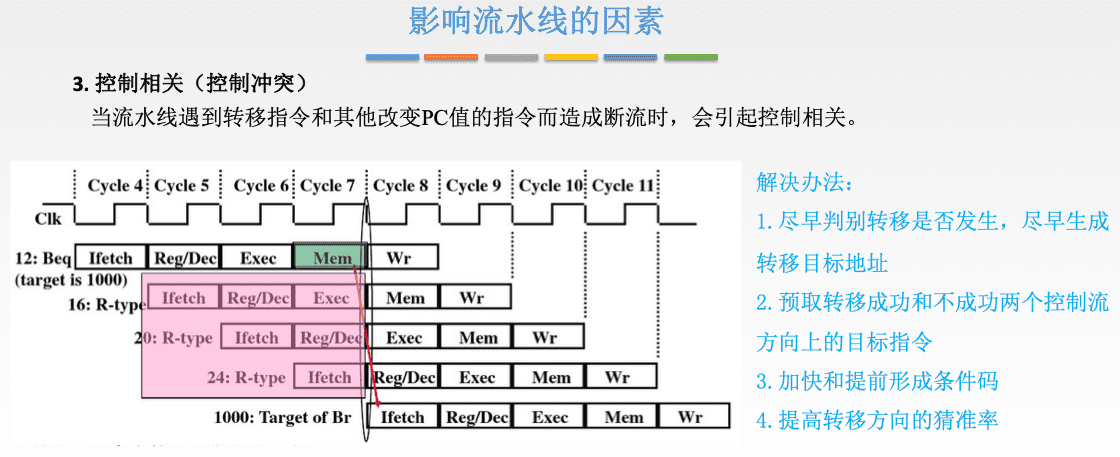 影响流水线的因素
3. 控制相关（控制冲突）
当流水线遇到转移指令和其他改变PC值的指令而造成断流时，会引起控制相关。
Cycle 4 Cycle 5 Cycle 6 Cycle 7 Cycle 8 Cycle 9 Cycle 10 Cycle 11
Clk
12: Beq Ifetch Reg/Dec Exec Mem Wr
(target is 1000)
16: R-type Ifetch Reg/Dec Exec Mem Wr
20: R-type Ifetch Reg/Dec Exec Mem Wr
24: R-type Ifetch Reg/Dec Exec Mem Wr
1000: Target of Br Ifetch Reg/Dec Exec Mem Wr
解决办法：
1.尽早判别转移是否发生，尽早生成
转移目标地址
2.预取转移成功和不成功两个控制流
方向上的目标指令
3.加快和提前形成条件码
4.提高转移方向的猜准率